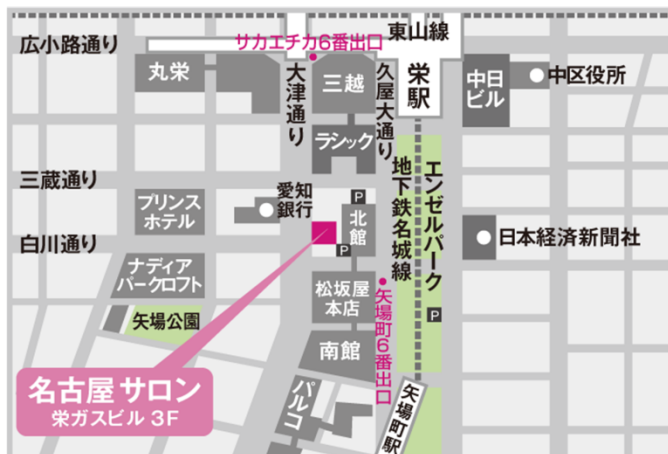 広小路通り
サカエチカ6番出口
東山線
丸栄
大津通り
三越
久屋大通り
栄駅
中日
ビル
中区役所
ラシック
地下鉄名城線
エンゼルパーク
三蔵通り
プリンス
ホテル
愛知
銀行
P
北館
P
白川通り
日本経済新聞社
ナディア
パークロフト
松坂屋
本店
矢場町6番出口
P
矢場公園
南館
名古屋 サロン
栄ガスビル 3F
パルコ
矢場町駅